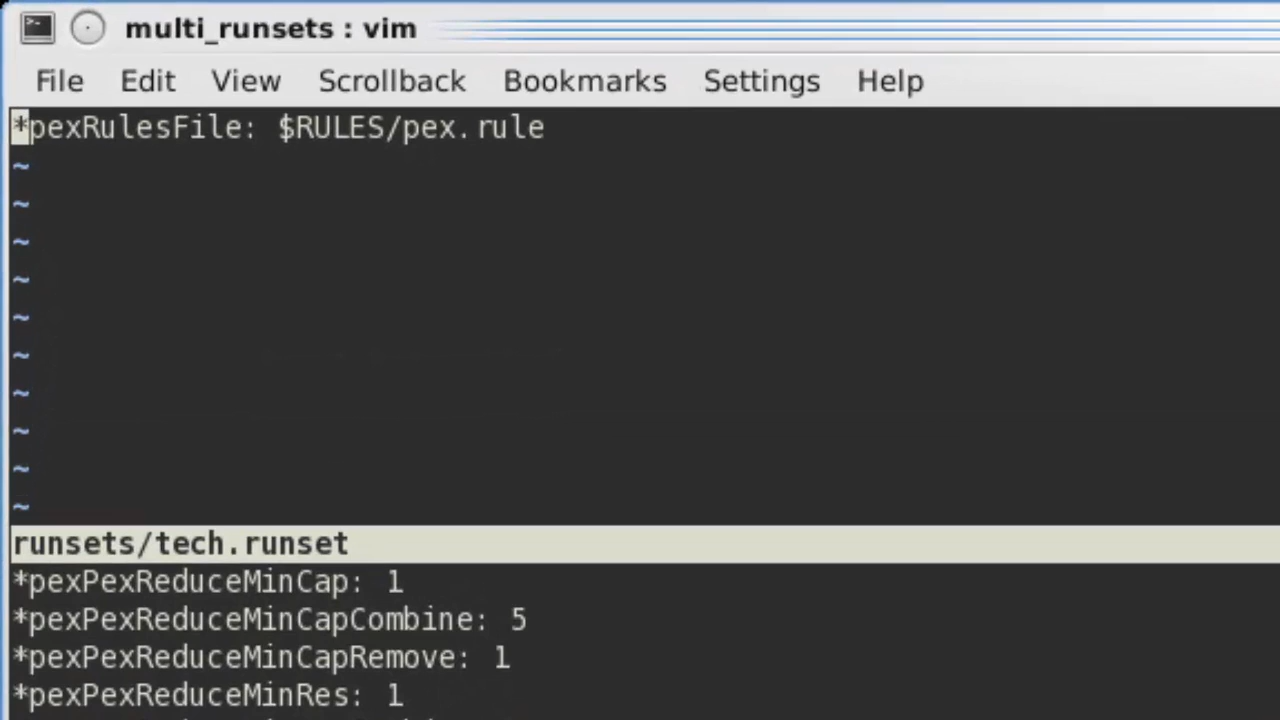 multi_runsets : vim
File Edit View Scrollback Bookmarks Settings Help
*pexRulesFile: $RULES/pex.rule
~
~
~
~
~
~
~
~
~
~
runsets/tech.runset
*pexPexReduceMinCap: 1
*pexPexReduceMinCapCombine: 5
*pexPexReduceMinCapRemove: 1
*pexPexReduceMinRes: 1